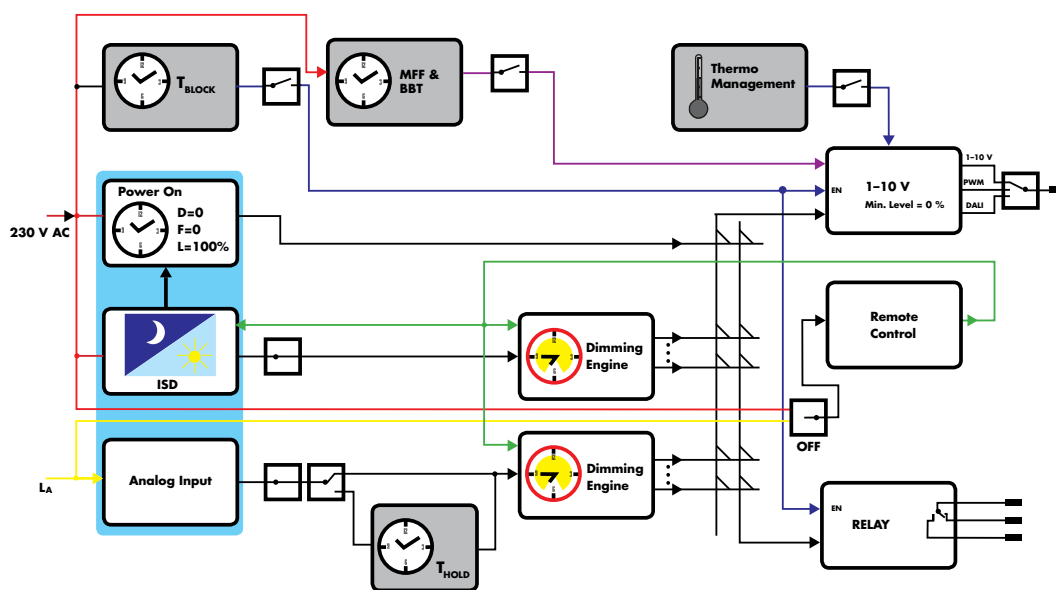 TBLOCK
MFF &
BBT
Thermo
Management
Power On
D=0
F=0
L=100%
230 V AC
1–10 V
EN
1–10 V
Min. Level = 0 %
PWM
DALI
ISD
Dimming
Engine
Remote
Control
OFF
LA
Analog Input
Dimming
Engine
THOLD
EN
RELAY